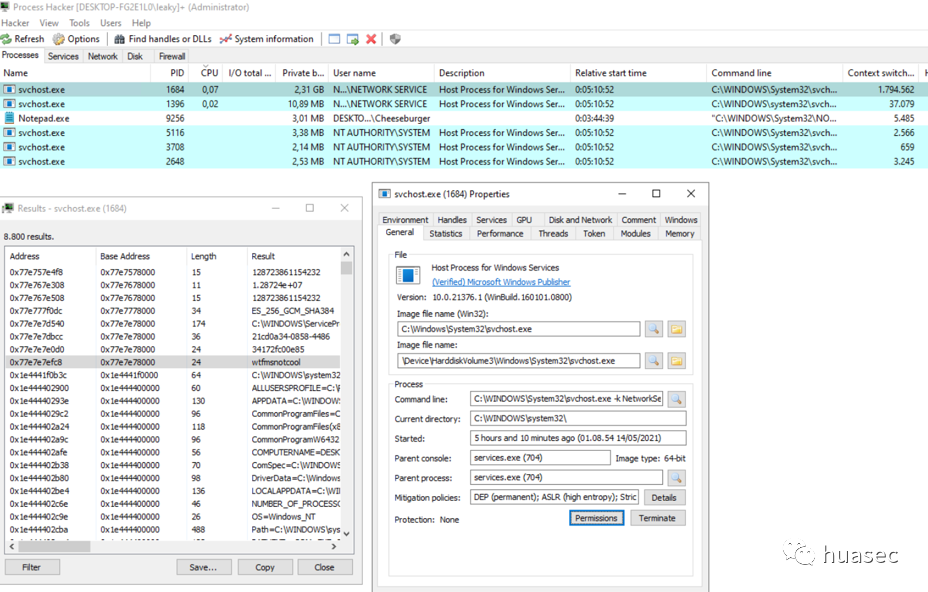 Process Hacker [DESKTOP-FG2E1L0\leaky]+ (Administrator)
Hacker View Tools Users Help
Refresh Options Find handles or DLLs System information
Processes Services Network Disk Firewall
Name PID CPU I/O total ... Private b... User name Description Relative start time Command line Context switch...
svchost.exe 1684 0,07 2,31 GB N...\NETWORK SERVICE Host Process for Windows Ser... 0:05:10:52 C:\WINDOWS\System32\svch... 1.794.562
svchost.exe 1396 0,02 10,89 MB N...\NETWORK SERVICE Host Process for Windows Ser... 0:05:10:52 C:\WINDOWS\System32\svch... 37.079
Notepad.exe 9256 3,01 MB DESKTO...\Cheeseburger 0:03:44:39 "C:\WINDOWS\System32\NO... 5.485
svchost.exe 5116 3,38 MB NT AUTHORITY\SYSTEM Host Process for Windows Ser... 0:05:10:52 C:\WINDOWS\System32\svch... 2.566
svchost.exe 3708 2,14 MB NT AUTHORITY\SYSTEM Host Process for Windows Ser... 0:05:10:52 C:\WINDOWS\System32\svch... 659
svchost.exe 2648 2,53 MB NT AUTHORITY\SYSTEM Host Process for Windows Ser... 0:05:10:52 C:\WINDOWS\System32\svch... 3.245
Results - svchost.exe (1684)
8.800 results.
Address Base Address Length Result
0x77e757e4f8 0x77e7578000 15 128723861154232
0x77e767e308 0x77e7678000 11 1.28724e+07
0x77e767e508 0x77e7678000 15 128723861154232
0x77e777f0dc 0x77e7778000 34 ES_256_GCM_SHA384
0x77e7e7d540 0x77e7e78000 174 C:\WINDOWS\ServicePr
0x77e7e7dbcc 0x77e7e78000 36 21cd0a34-0858-4486
0x77e7e7e0d0 0x77e7e78000 24 34172fc00e85
0x77e7e7efc8 0x77e7e78000 24 wtfmsnotcool
0x1e4441f0b3c 0x1e4441f0000 64 C:\WINDOWS\system32
0x1e444402900 0x1e444400000 60 ALLUSERSPROFILE=C:\F
0x1e44440293e 0x1e444400000 130 APPDATA=C:\WINDOWS
0x1e4444029c2 0x1e444400000 96 CommonProgramFiles=C
0x1e444402a24 0x1e444400000 118 CommonProgramFiles(x8
0x1e444402a9c 0x1e444400000 96 CommonProgramW6432
0x1e444402afe 0x1e444400000 56 COMPUTERNAME=DESK
0x1e444402b38 0x1e444400000 70 ComSpec=C:\WINDOWS
0x1e444402b80 0x1e444400000 98 DriverData=C:\Windows
0x1e444402be4 0x1e444400000 136 LOCALAPPDATA=C:\WI
0x1e444402c6e 0x1e444400000 46 NUMBER_OF_PROCESSO
0x1e444402c9e 0x1e444400000 26 OS=Windows_NT
0x1e444402cba 0x1e444400000 488 Path=C:\WINDOWS\sys
Filter Save... Copy Close
svchost.exe (1684) Properties
Environment Handles Services GPU Disk and Network Comment Windows
General Statistics Performance Threads Token Modules Memory
File
Host Process for Windows Services
(Verified) Microsoft Windows Publisher
Version: 10.0.21376.1 (WinBuild.160101.0800)
Image file name (Win32):
C:\Windows\System32\svchost.exe
Image file name:
\Device\HarddiskVolume3\Windows\System32\svchost.exe
Process
Command line: C:\WINDOWS\System32\svchost.exe -k NetworkSe
Current directory: C:\WINDOWS\system32\
Started: 5 hours and 10 minutes ago (01.08.54 14/05/2021)
Parent console: services.exe (704) Image type: 64-bit
Parent process: services.exe (704)
Mitigation policies: DEP (permanent); ASLR (high entropy); Stric Details
Protection: None Permissions Terminate
huasec